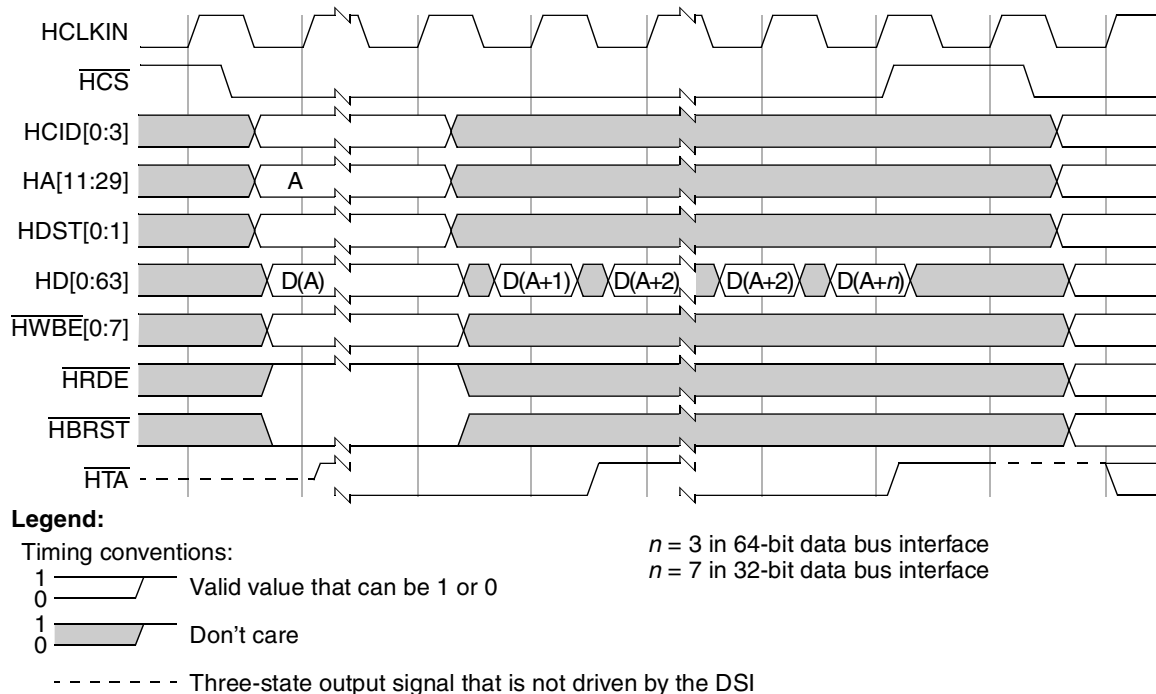 HCLKIN
HCS
HCID[0:3]
HA[11:29] A
HDST[0:1]
HD[0:63] D(A) D(A+1) D(A+2) D(A+2) D(A+n)
HWBE[0:7]
HRDE
HBRST
HTA
Legend:
Timing conventions:
1
0 Valid value that can be 1 or 0
1
0 Don't care
Three-state output signal that is not driven by the DSI
n = 3 in 64-bit data bus interface
n = 7 in 32-bit data bus interface